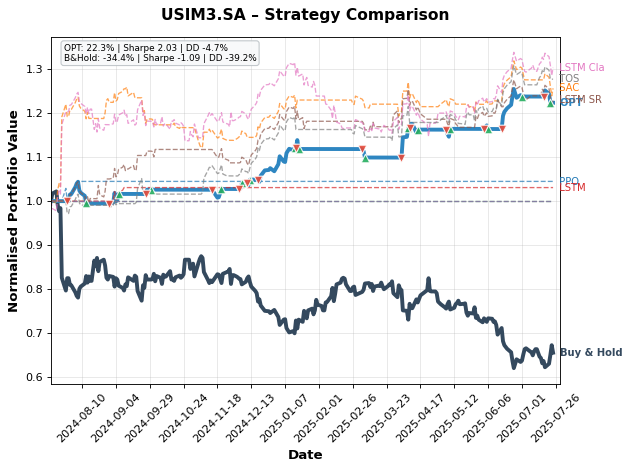 USIM3.SA – Strategy Comparison
OPT: 22.3% | Sharpe 2.03 | DD -4.7%
B&Hold: -34.4% | Sharpe -1.09 | DD -39.2%
Normalised Portfolio Value
1.3
1.2
1.1
1.0
0.9
0.8
0.7
0.6
LSTM Cla
TOS
SAC
LSTM SR
OPT
PPO
LSTM
Buy & Hold
2024-08-10
2024-09-04
2024-09-29
2024-10-24
2024-11-18
2024-12-13
2025-01-07
2025-02-01
2025-02-26
2025-03-23
2025-04-17
2025-05-12
2025-06-06
2025-07-01
2025-07-26
Date